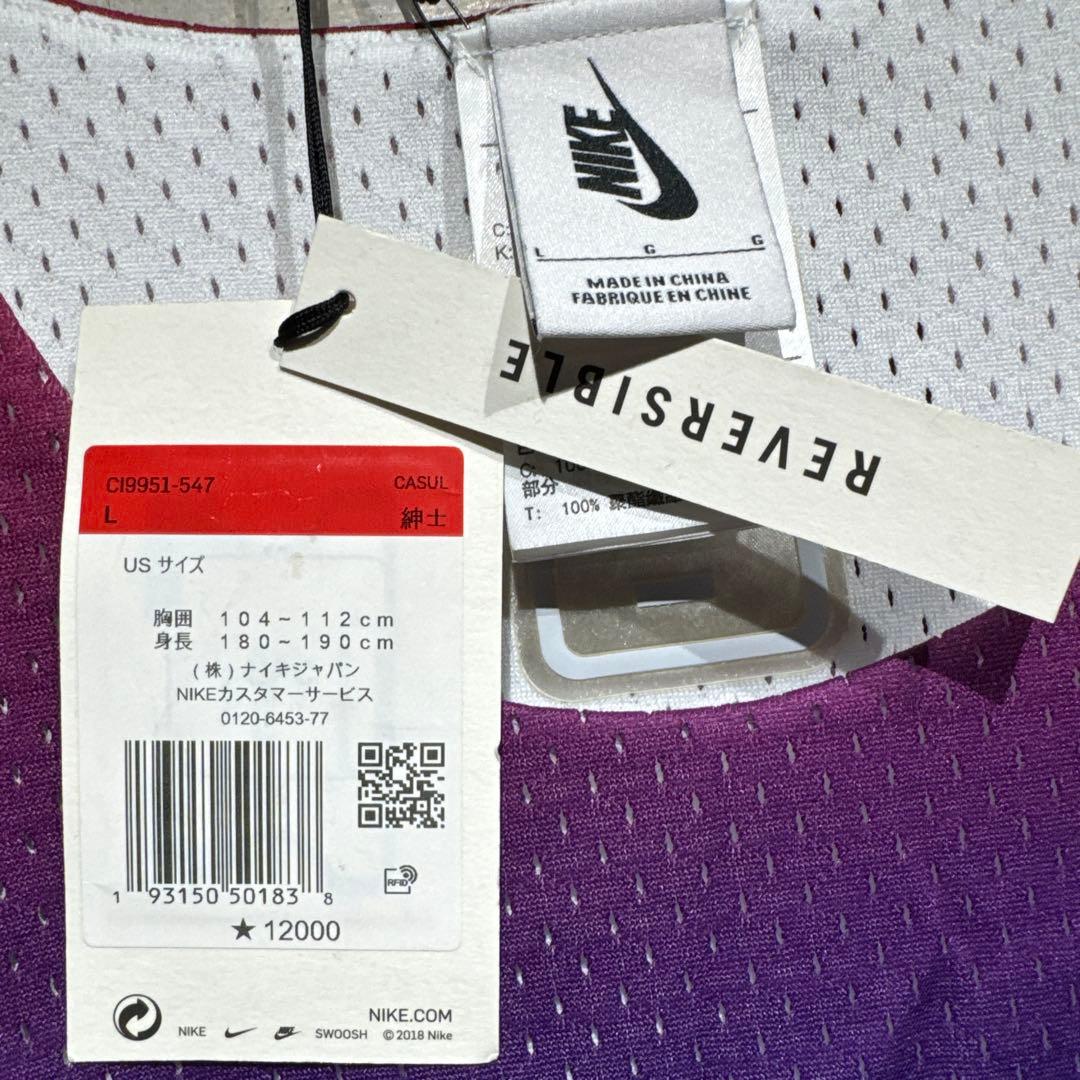 NIKE
L G G
MADE IN CHINA
FABRIQUE EN CHINE
C:
K:
REVERSIBLE
部分
T: 100%
CI9951-547 CASUL
L 紳士
US サイズ
胸囲 104~112cm
身長 180~190cm
(株)ナイキジャパン
NIKEカスタマーサービス
0120-6453-77
1 93150 50183 8
RFID
★12000
NIKE.COM
NIKE SWOOSH ©2018 Nike